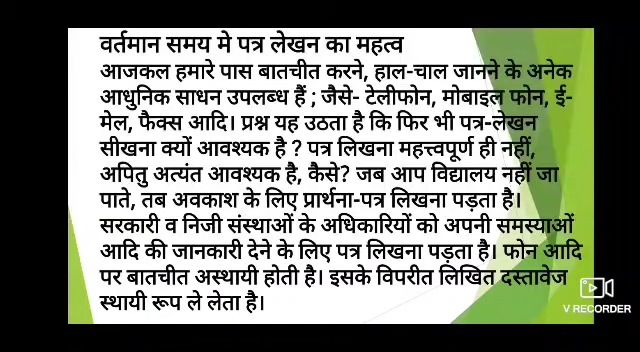 वर्तमान समय मे पत्र लेखन का महत्व
आजकल हमारे पास बातचीत करने, हाल-चाल जानने के अनेक
आधुनिक साधन उपलब्ध हैं ; जैसे- टेलीफोन, मोबाइल फोन, ई-
मेल, फैक्स आदि। प्रश्न यह उठता है कि फिर भी पत्र-लेखन
सीखना क्यों आवश्यक है ? पत्र लिखना महत्त्वपूर्ण ही नहीं,
अपितु अत्यंत आवश्यक है, कैसे? जब आप विद्यालय नहीं जा
पाते, तब अवकाश के लिए प्रार्थना-पत्र लिखना पड़ता है।
सरकारी व निजी संस्थाओं के अधिकारियों को अपनी समस्याओं
आदि की जानकारी देने के लिए पत्र लिखना पड़ता है। फोन आदि
पर बातचीत अस्थायी होती है। इसके विपरीत लिखित दस्तावेज
स्थायी रूप ले लेता है।
V RECORDER